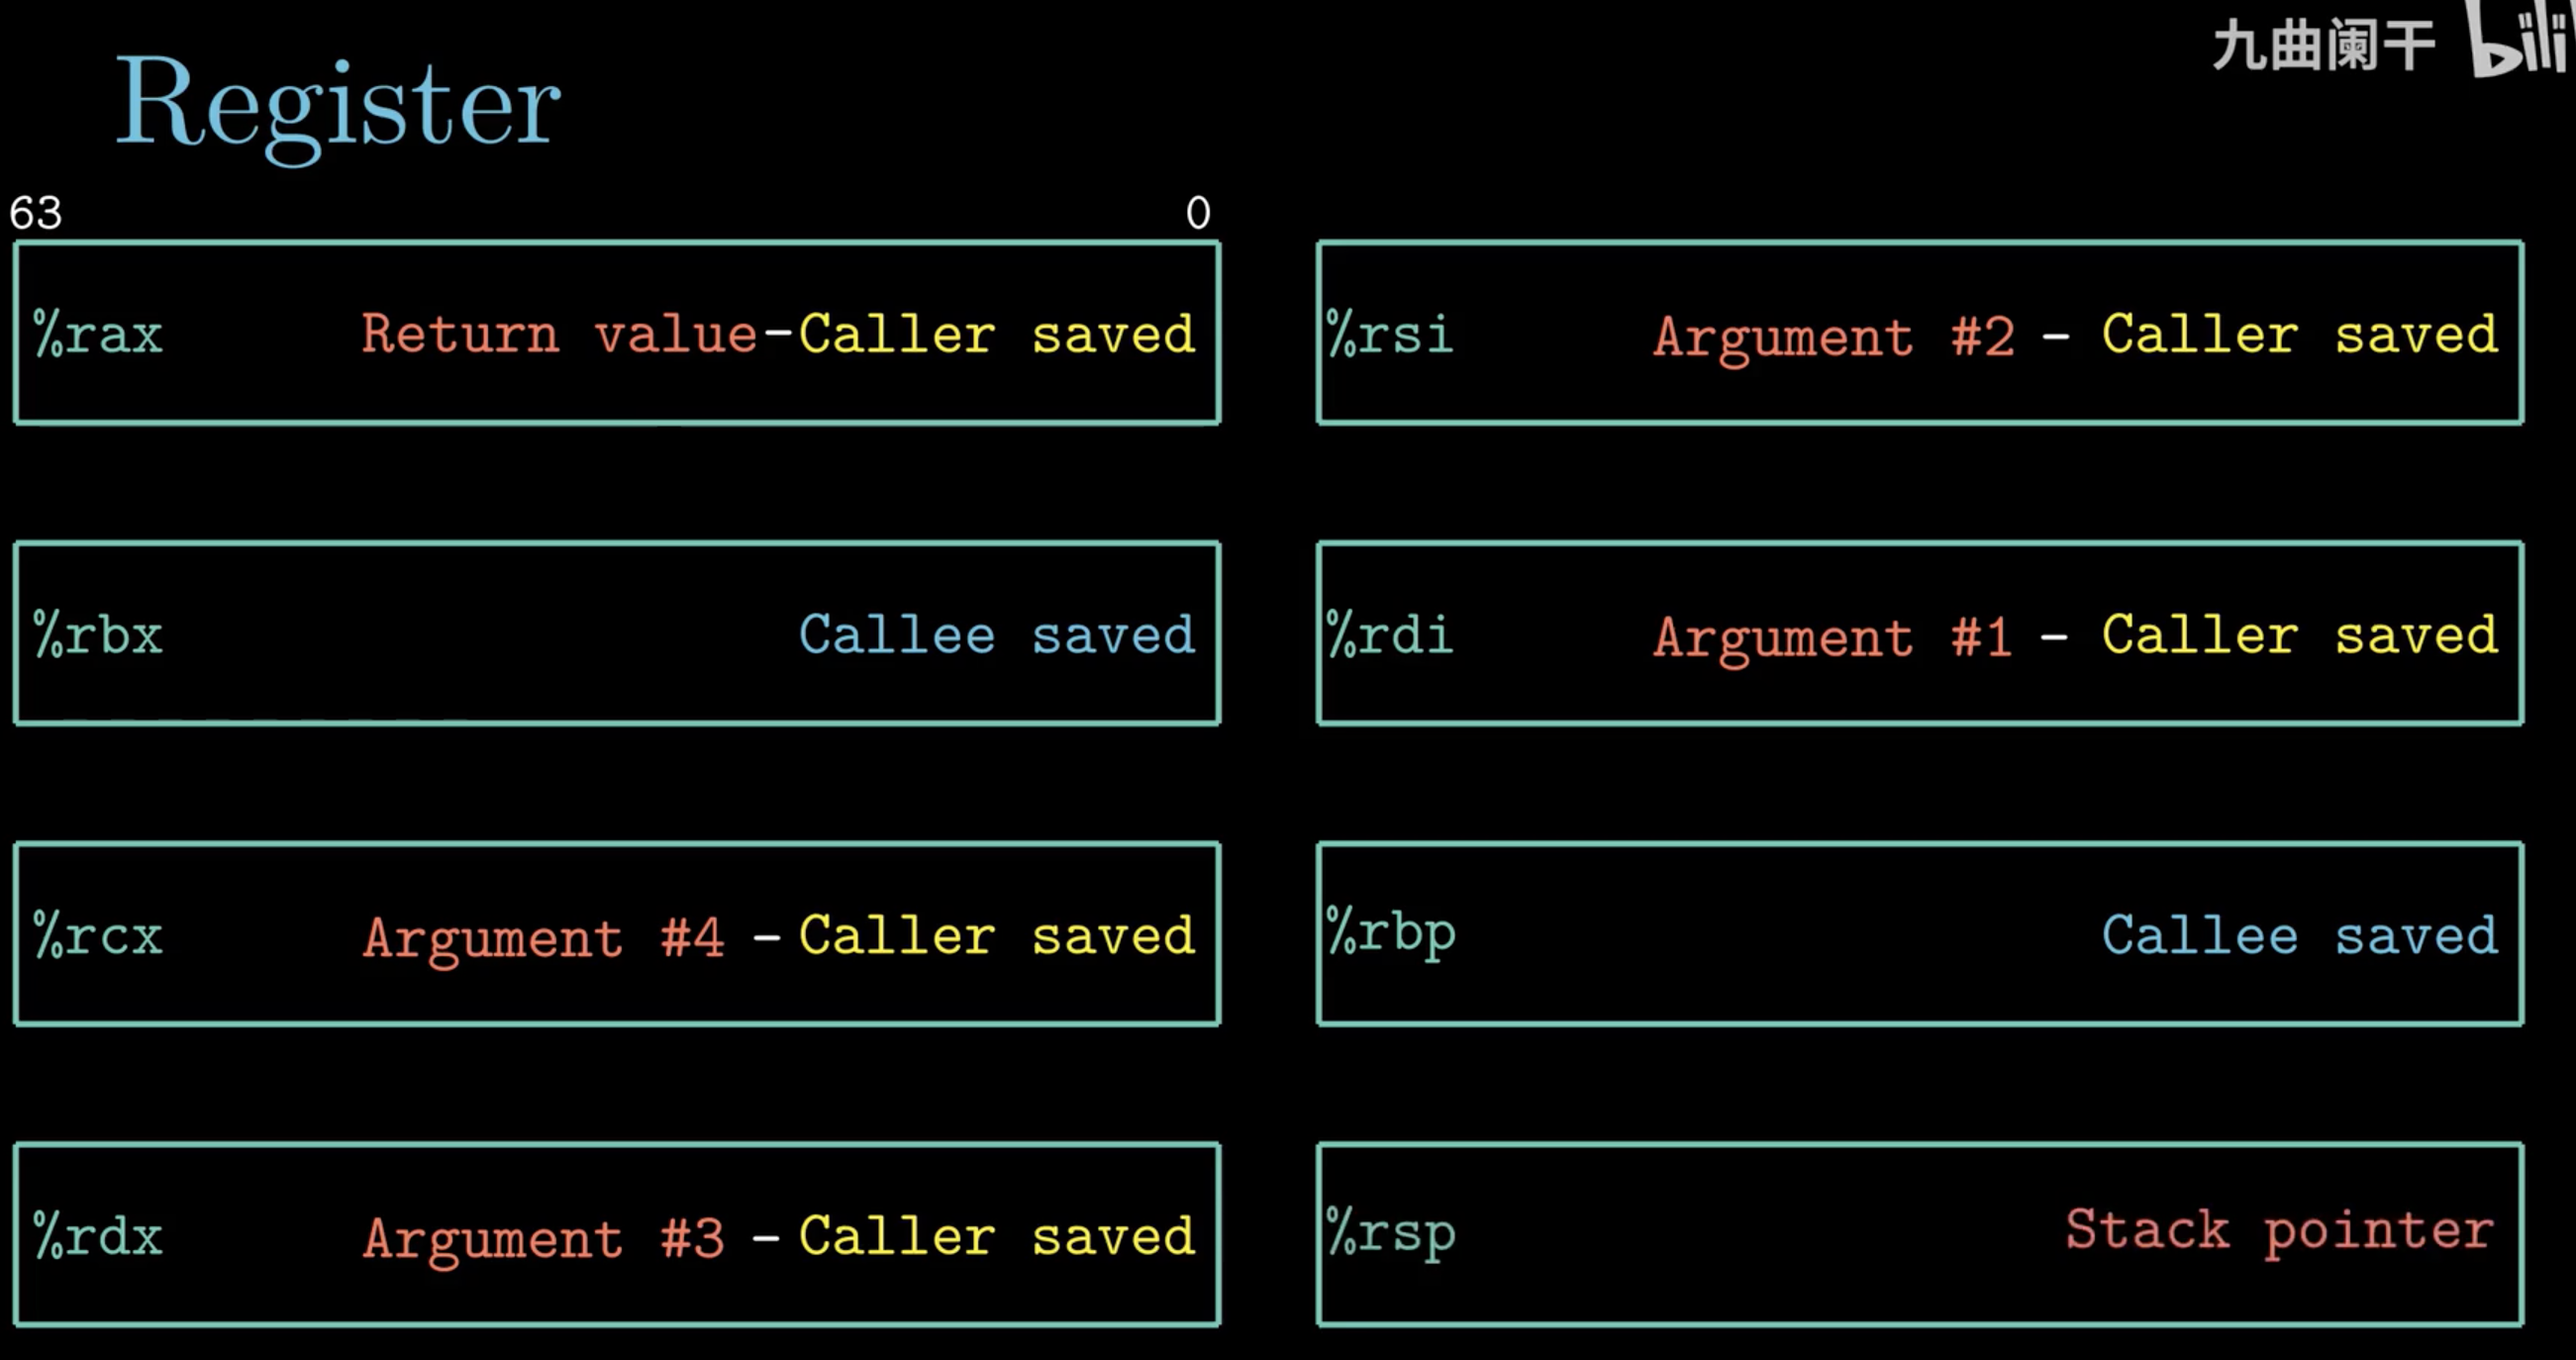 九曲阑干 bili
Register
63 0
%rax Return value-Caller saved
%rsi Argument #2 - Caller saved
%rbx Callee saved
%rdi Argument #1 - Caller saved
%rcx Argument #4 - Caller saved
%rbp Callee saved
%rdx Argument #3 - Caller saved
%rsp Stack pointer